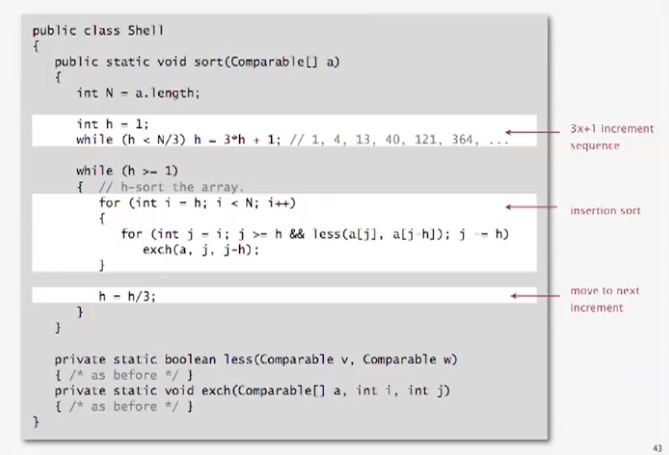 public class Shell
{
public static void sort(Comparable[] a)
{
int N = a.length;
int h = 1;
while (h < N/3) h = 3*h + 1; // 1, 4, 13, 40, 121, 364, ...
3x+1 increment
sequence
while (h >= 1)
{ // h-sort the array.
for (int i = h; i < N; i++)
insertion sort
{
for (int j = i; j >= h && less(a[j], a[j-h]); j -= h)
exch(a, j, j-h);
}
h = h/3;
move to next
increment
}
}
private static boolean less(Comparable v, Comparable w)
{ /* as before */ }
private static void exch(Comparable[] a, int i, int j)
{ /* as before */ }
}
43